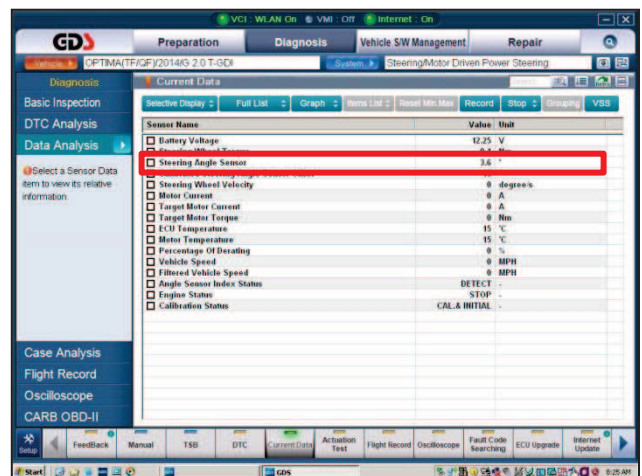 VCI : WLAN On VMI : Off Internet : On
GDS Preparation Diagnosis Vehicle S/W Management Repair
Vehicle OPTIMA(TF/QF)/2014/G 2.0 T-GDI System Steering/Motor Driven Power Steering
Diagnosis
Current Data
Basic Inspection
DTC Analysis
Data Analysis
Select a Sensor Data
item to view its relative
information.
Selective Display Full List Graph Items List Reset Min.Max Record Stop Grouping VSS
Sensor Name Value Unit
Battery Voltage 12.25 V
Steering Angle Sensor 3.6 °
Steering Wheel Velocity 0 degree/s
Motor Current 0 A
Target Motor Current 0 A
Target Motor Torque 0 Nm
ECU Temperature 15 ℃
Motor Temperature 15 ℃
Percentage Of Derating 0 %
Vehicle Speed 0 MPH
Filtered Vehicle Speed 0 MPH
Angle Sensor Index Status DETECT -
Engine Status STOP -
Calibration Status CAL.& INITIAL -
Case Analysis
Flight Record
Oscilloscope
CARB OBD-II
Setup FeedBack Manual TSB DTC Current Data Actuation Test Flight Record Oscilloscope Fault Code Searching ECU Upgrade Internet Update
Start GDS 8:25 AM